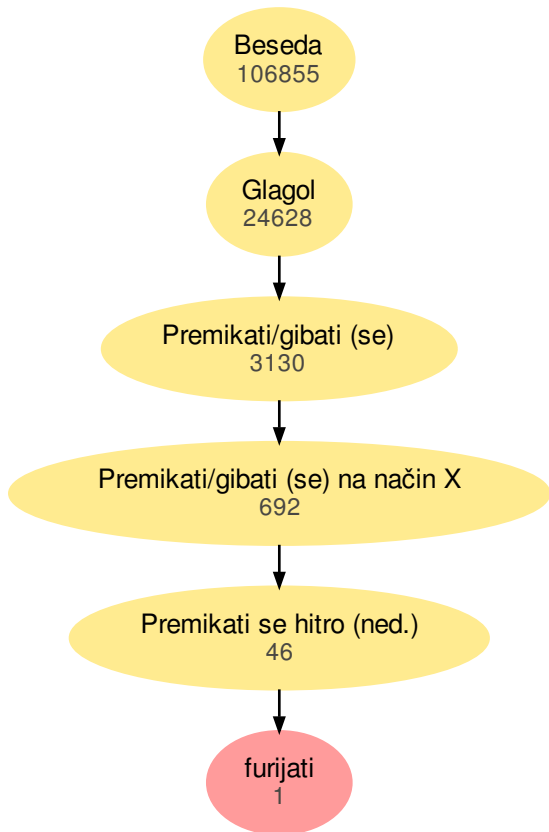 Beseda
106855
Glagol
24628
Premikati/gibati (se)
3130
Premikati/gibati (se) na način X
692
Premikati se hitro (ned.)
46
furijati
1